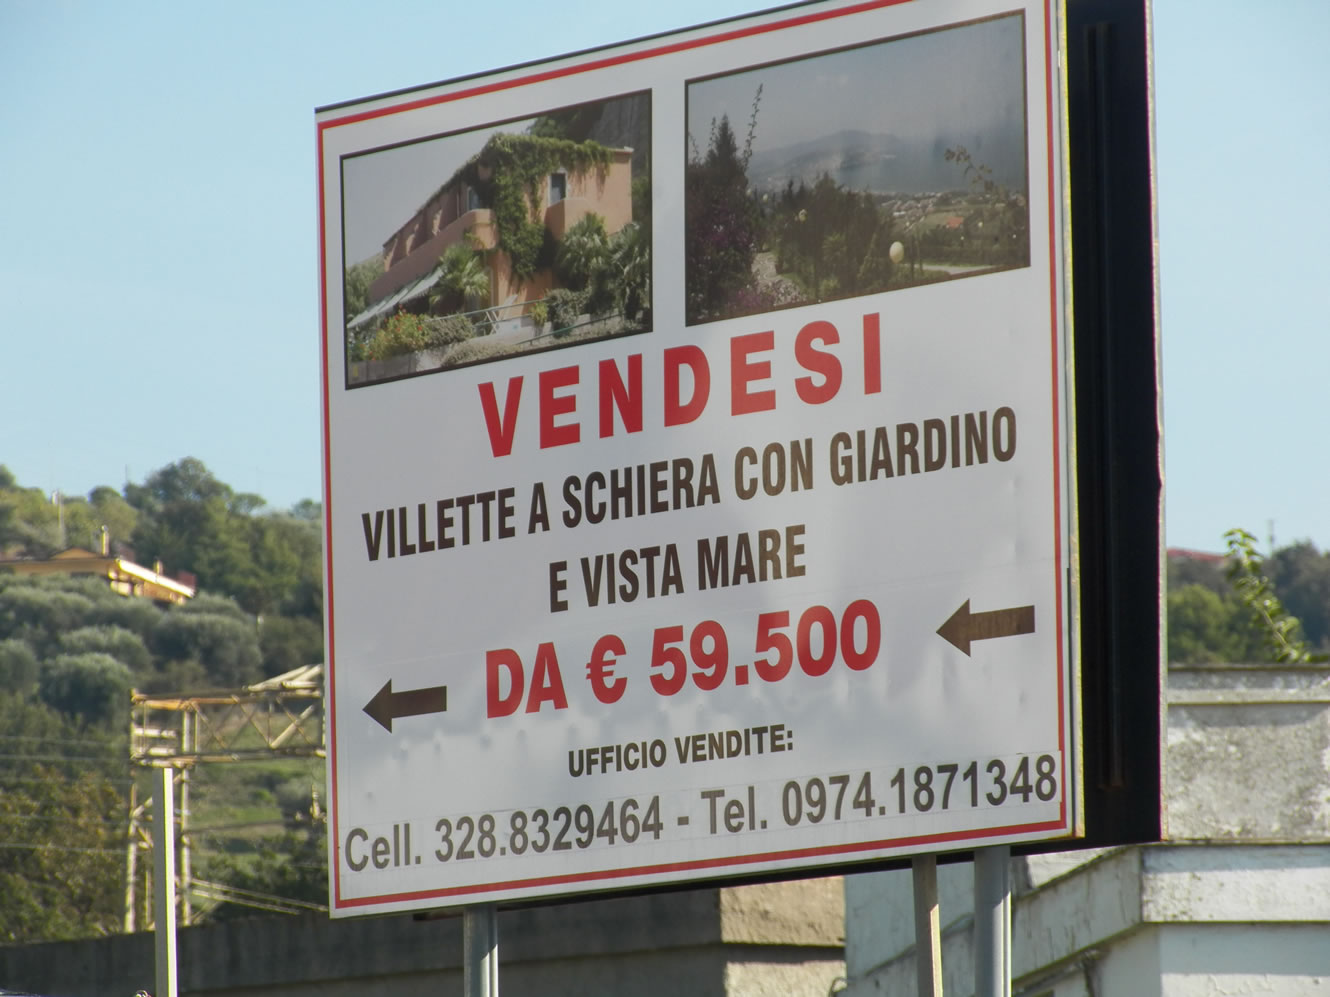 VENDESI
VILLETTE A SCHIERA CON GIARDINO
E VISTA MARE
DA € 59.500
UFFICIO VENDITE:
Cell. 328.8329464 - Tel. 0974.1871348